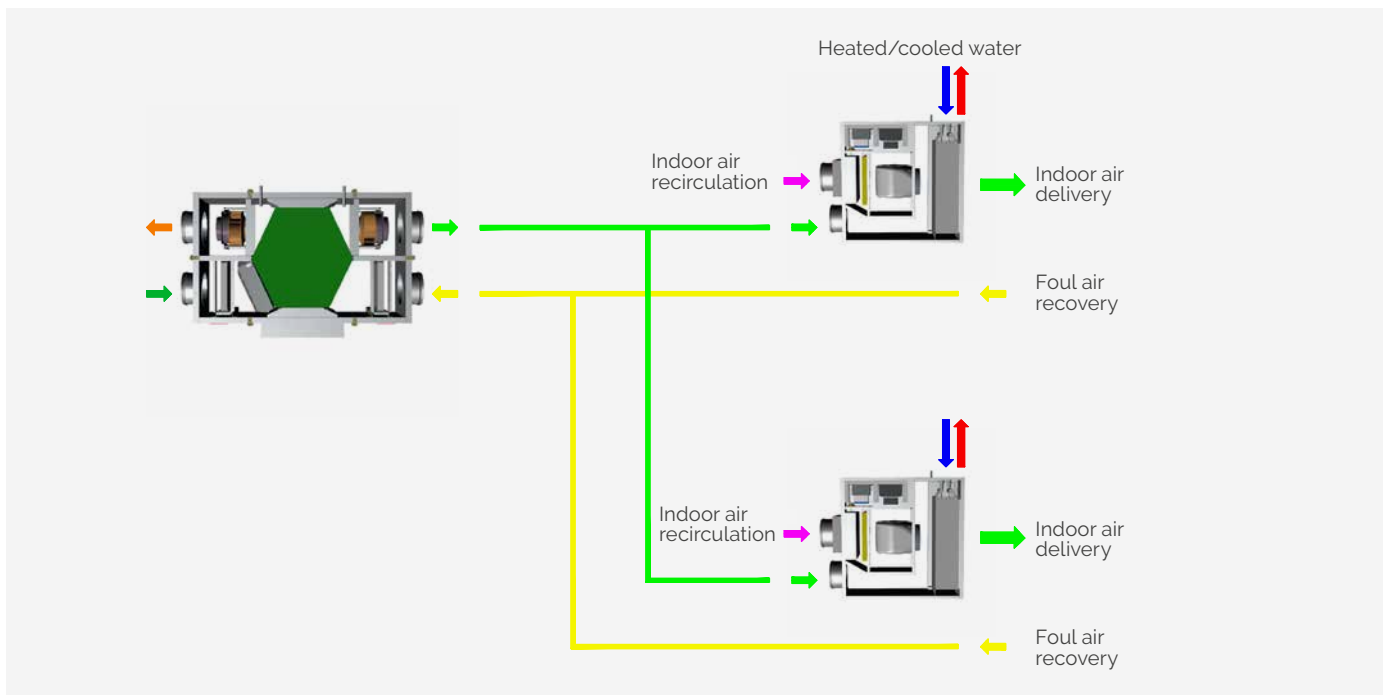 Heated/cooled water
Indoor air
recirculation
Indoor air
delivery
Foul air
recovery
Indoor air
recirculation
Indoor air
delivery
Foul air
recovery